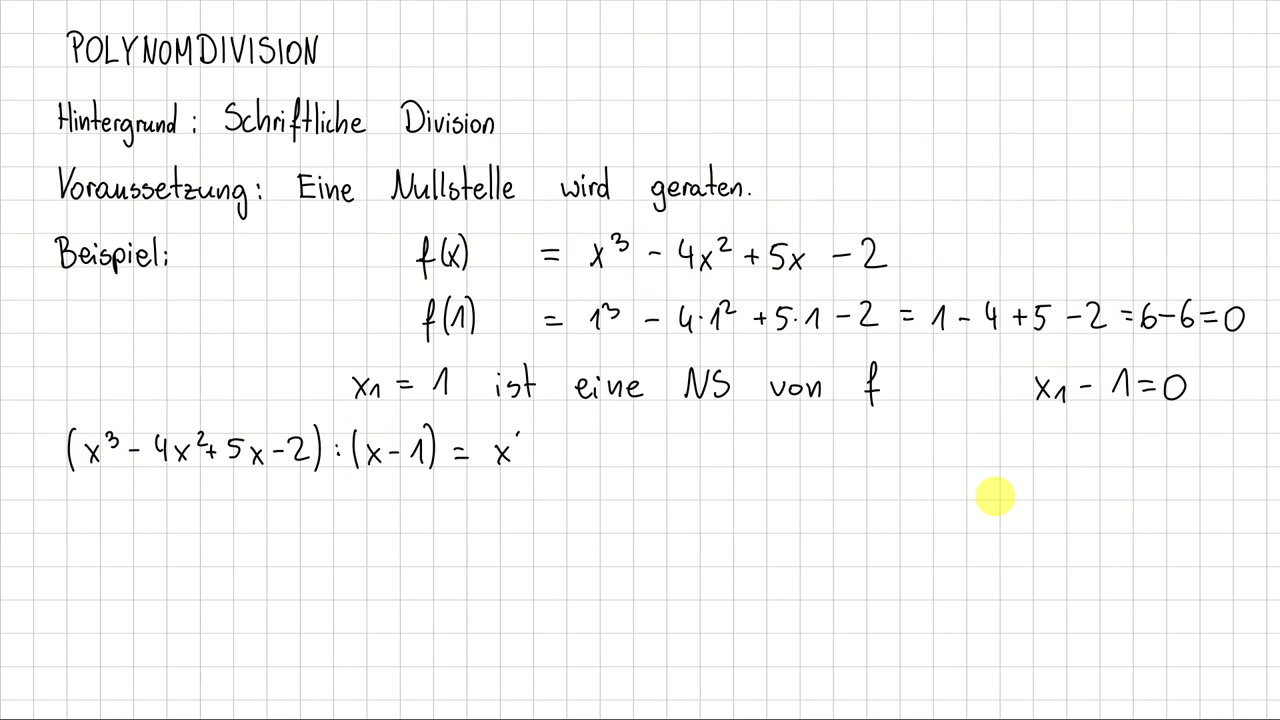 POLYNOMDIVISION
Hintergrund: Schriftliche Division
Voraussetzung: Eine Nullstelle wird geraten.
Beispiel: f(x) = x³ - 4x² + 5x - 2
f(1) = 1³ - 4·1² + 5·1 - 2 = 1 - 4 + 5 - 2 = 6 - 6 = 0
x₁ = 1 ist eine NS von f x₁ - 1 = 0
(x³ - 4x² + 5x - 2) : (x - 1) = x'